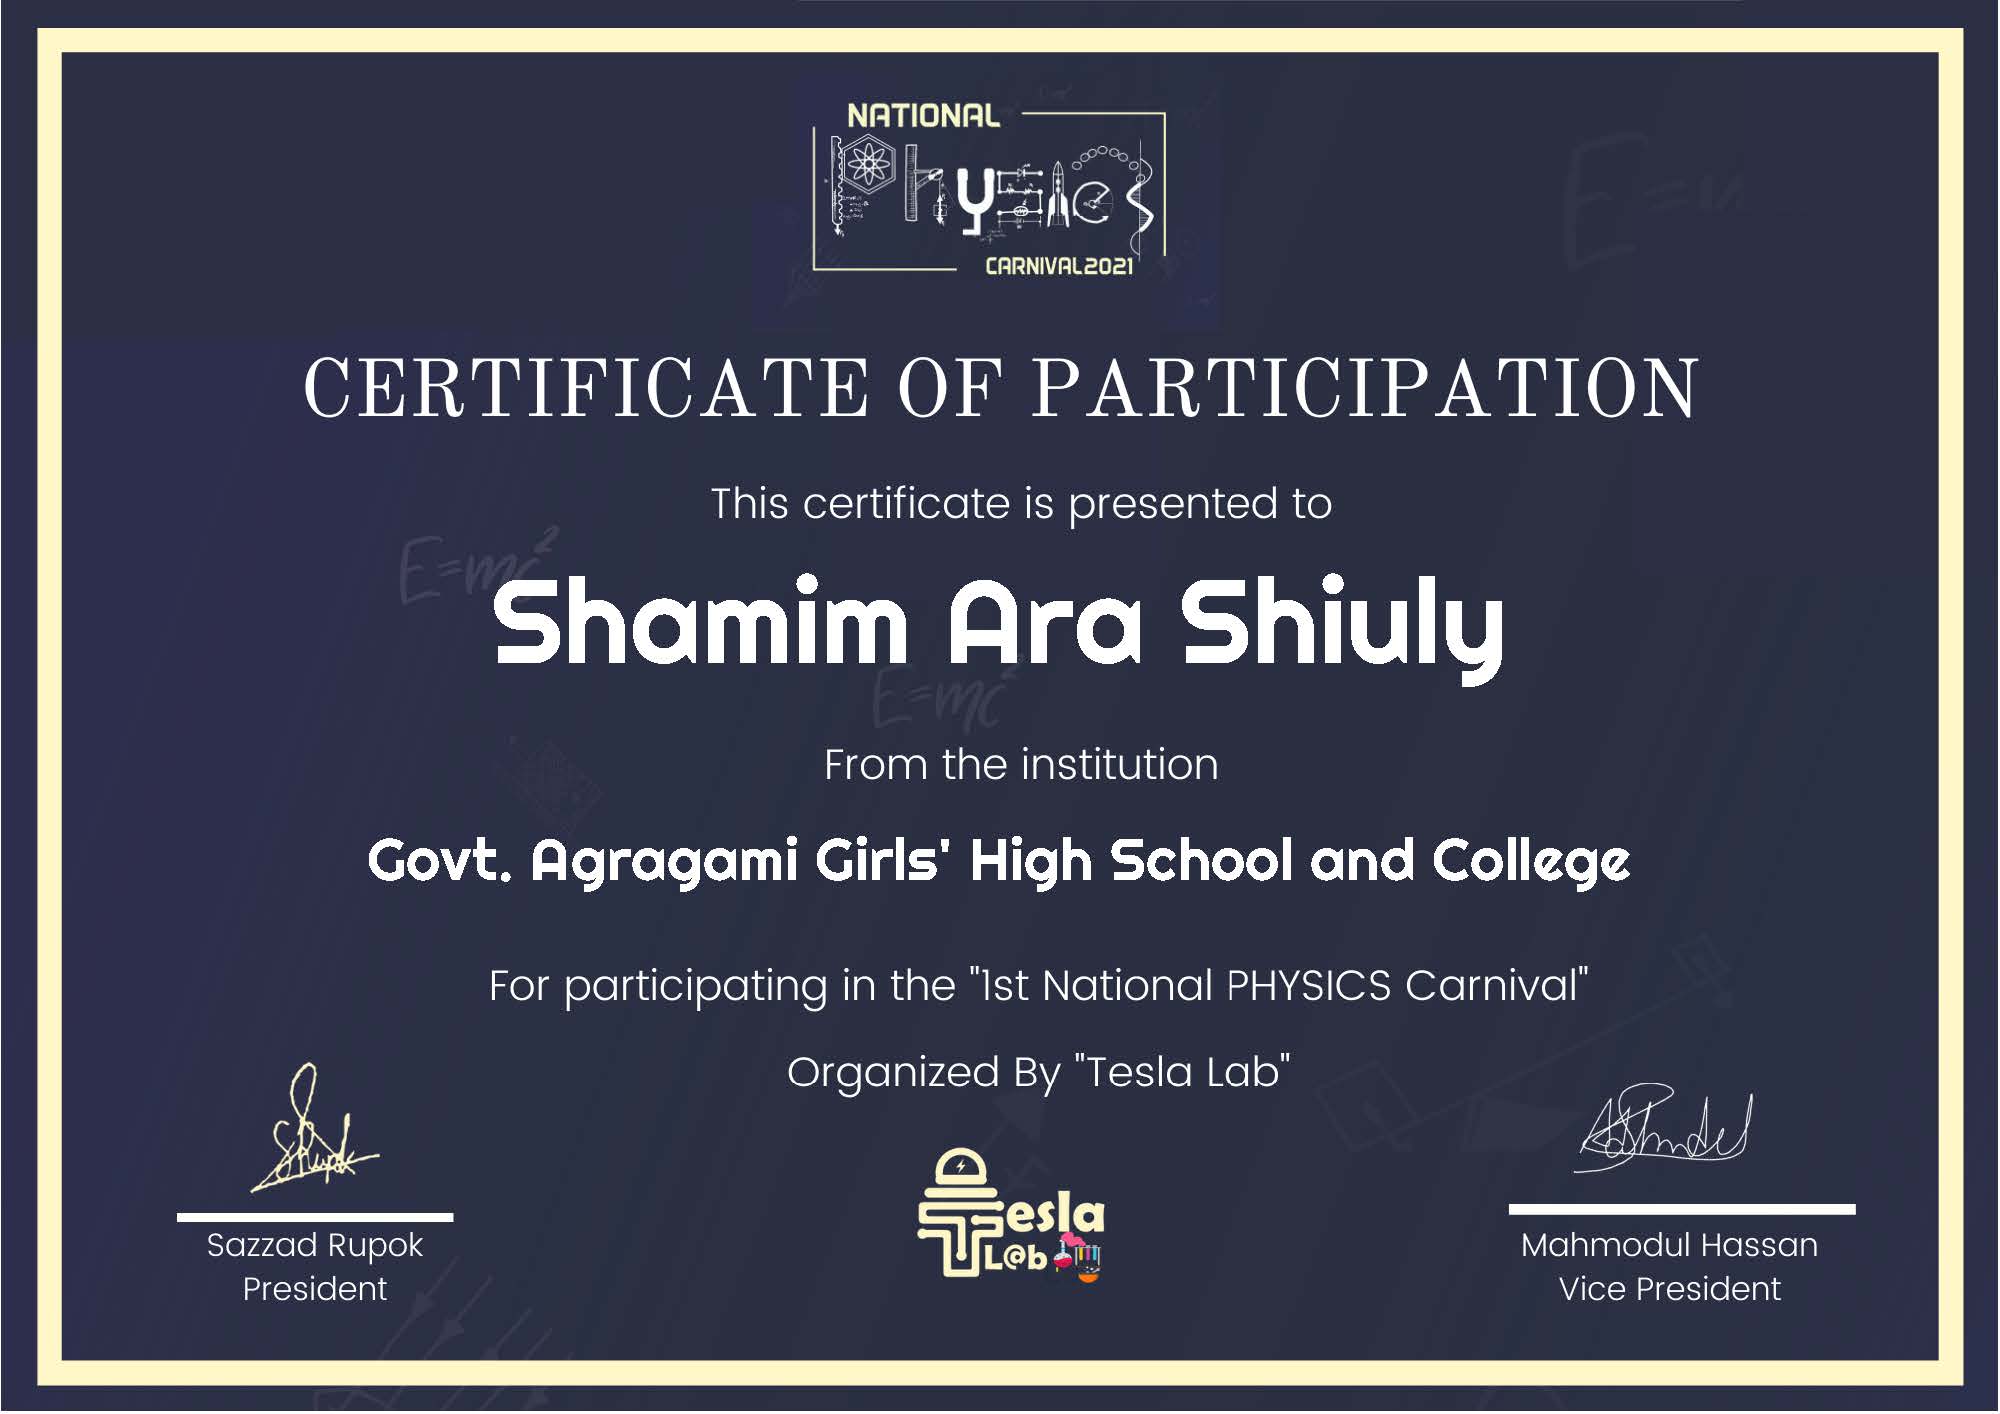 NATIONAL
Physics
CARNIVAL2021
CERTIFICATE OF PARTICIPATION
This certificate is presented to
E=mc²
Shamim Ara Shiuly
E=mc²
From the institution
Govt. Agragami Girls' High School and College
For participating in the "1st National PHYSICS Carnival"
Organized By "Tesla Lab"
Tesla
L@b
Sazzad Rupok
President
Mahmodul Hassan
Vice President